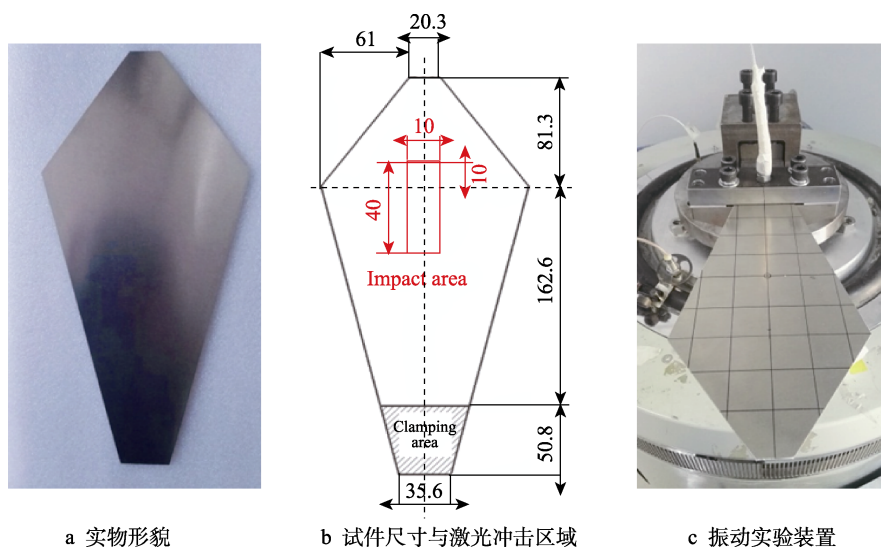 20.3
61
81.3
10
10
40
Impact area
162.6
Clamping
area
50.8
35.6
a 实物形貌
b 试件尺寸与激光冲击区域
c 振动实验装置